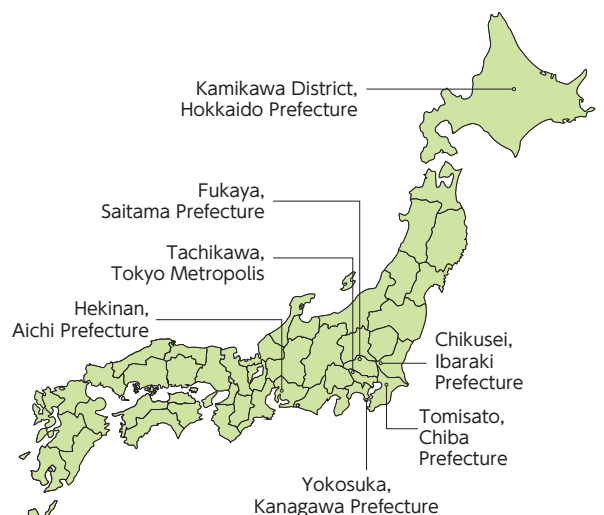 Kamikawa District,
Hokkaido Prefecture
Fukaya,
Saitama Prefecture
Tachikawa,
Tokyo Metropolis
Hekinan,
Aichi Prefecture
Chikusei,
Ibaraki
Prefecture
Tomisato,
Chiba
Prefecture
Yokosuka,
Kanagawa Prefecture